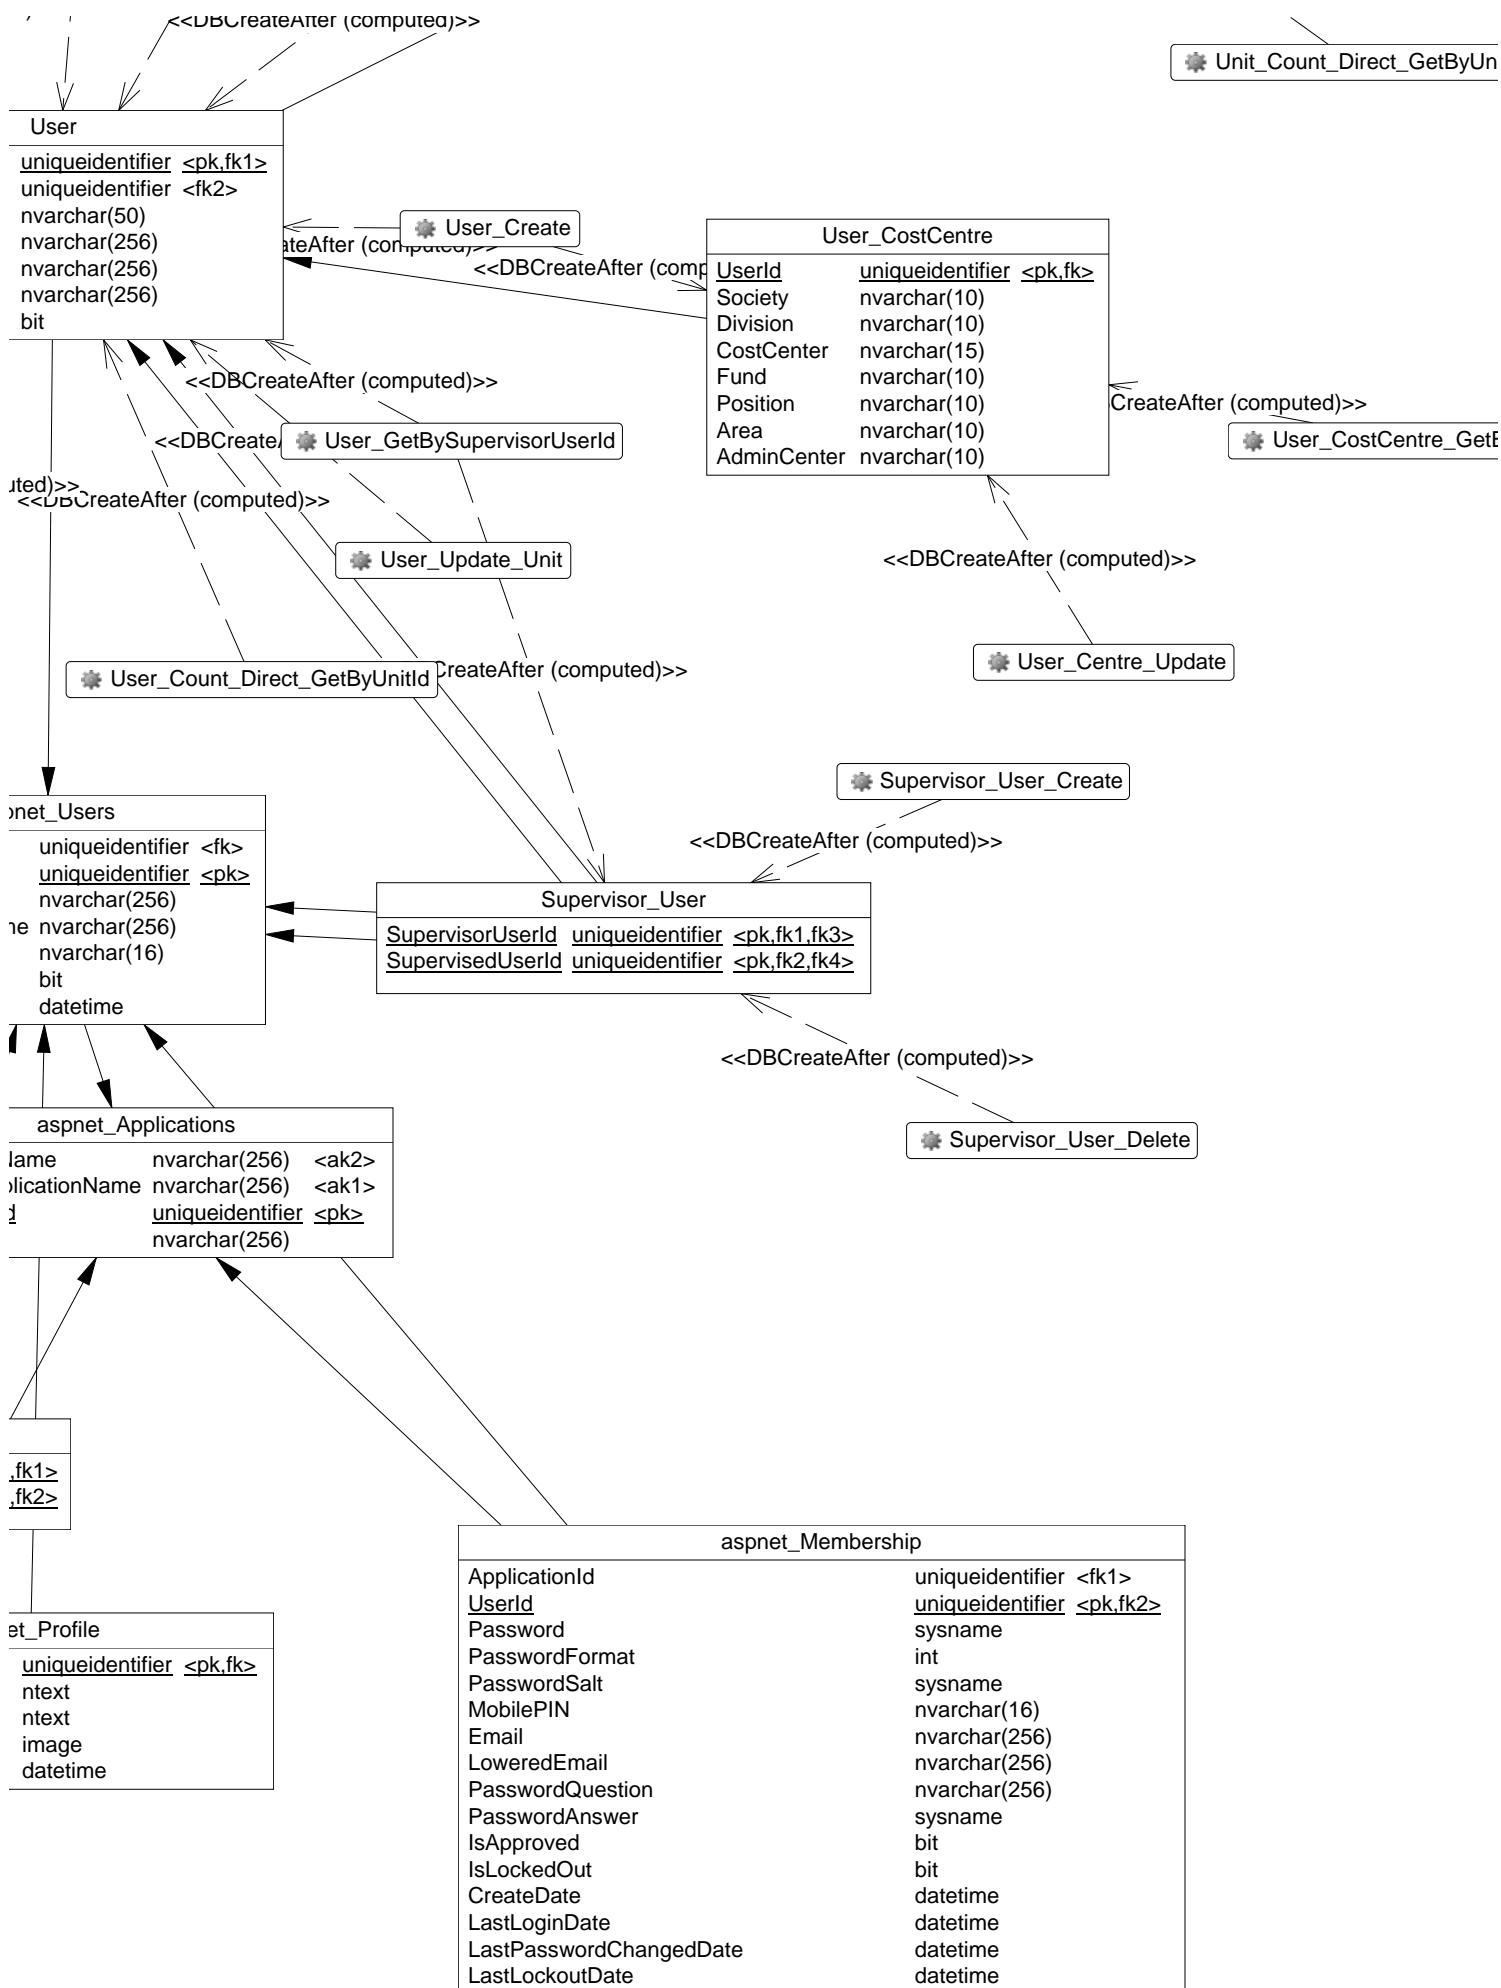 <<DBCreateAfter (computed)>>
Unit_Count_Direct_GetByUn
User
uniqueidentifier <pk,fk1>
uniqueidentifier <fk2>
nvarchar(50)
nvarchar(256)
nvarchar(256)
nvarchar(256)
bit
User_Create
ateAfter (computed)>>
<<DBCreateAfter (comp
User_CostCentre
UserId uniqueidentifier <pk,fk>
Society nvarchar(10)
Division nvarchar(10)
CostCenter nvarchar(15)
Fund nvarchar(10)
Position nvarchar(10)
Area nvarchar(10)
AdminCenter nvarchar(10)
<<DBCreateAfter (computed)>>
CreateAfter (computed)>>
<<DBCreateA
User_GetBySupervisorUserId
User_CostCentre_GetB
uted)>>
<<DBCreateAfter (computed)>>
User_Update_Unit
<<DBCreateAfter (computed)>>
User_Count_Direct_GetByUnitId
CreateAfter (computed)>>
User_Centre_Update
Supervisor_User_Create
<<DBCreateAfter (computed)>>
pnet_Users
uniqueidentifier <fk>
uniqueidentifier <pk>
nvarchar(256)
ne nvarchar(256)
nvarchar(16)
bit
datetime
Supervisor_User
SupervisorUserId uniqueidentifier <pk,fk1,fk3>
SupervisedUserId uniqueidentifier <pk,fk2,fk4>
<<DBCreateAfter (computed)>>
Supervisor_User_Delete
aspnet_Applications
Name nvarchar(256) <ak2>
plicationName nvarchar(256) <ak1>
d uniqueidentifier <pk>
nvarchar(256)
,fk1>
,fk2>
et_Profile
uniqueidentifier <pk,fk>
ntext
ntext
image
datetime
aspnet_Membership
ApplicationId uniqueidentifier <fk1>
UserId uniqueidentifier <pk,fk2>
Password sysname
PasswordFormat int
PasswordSalt sysname
MobilePIN nvarchar(16)
Email nvarchar(256)
LoweredEmail nvarchar(256)
PasswordQuestion nvarchar(256)
PasswordAnswer sysname
IsApproved bit
IsLockedOut bit
CreateDate datetime
LastLoginDate datetime
LastPasswordChangedDate datetime
LastLockoutDate datetime